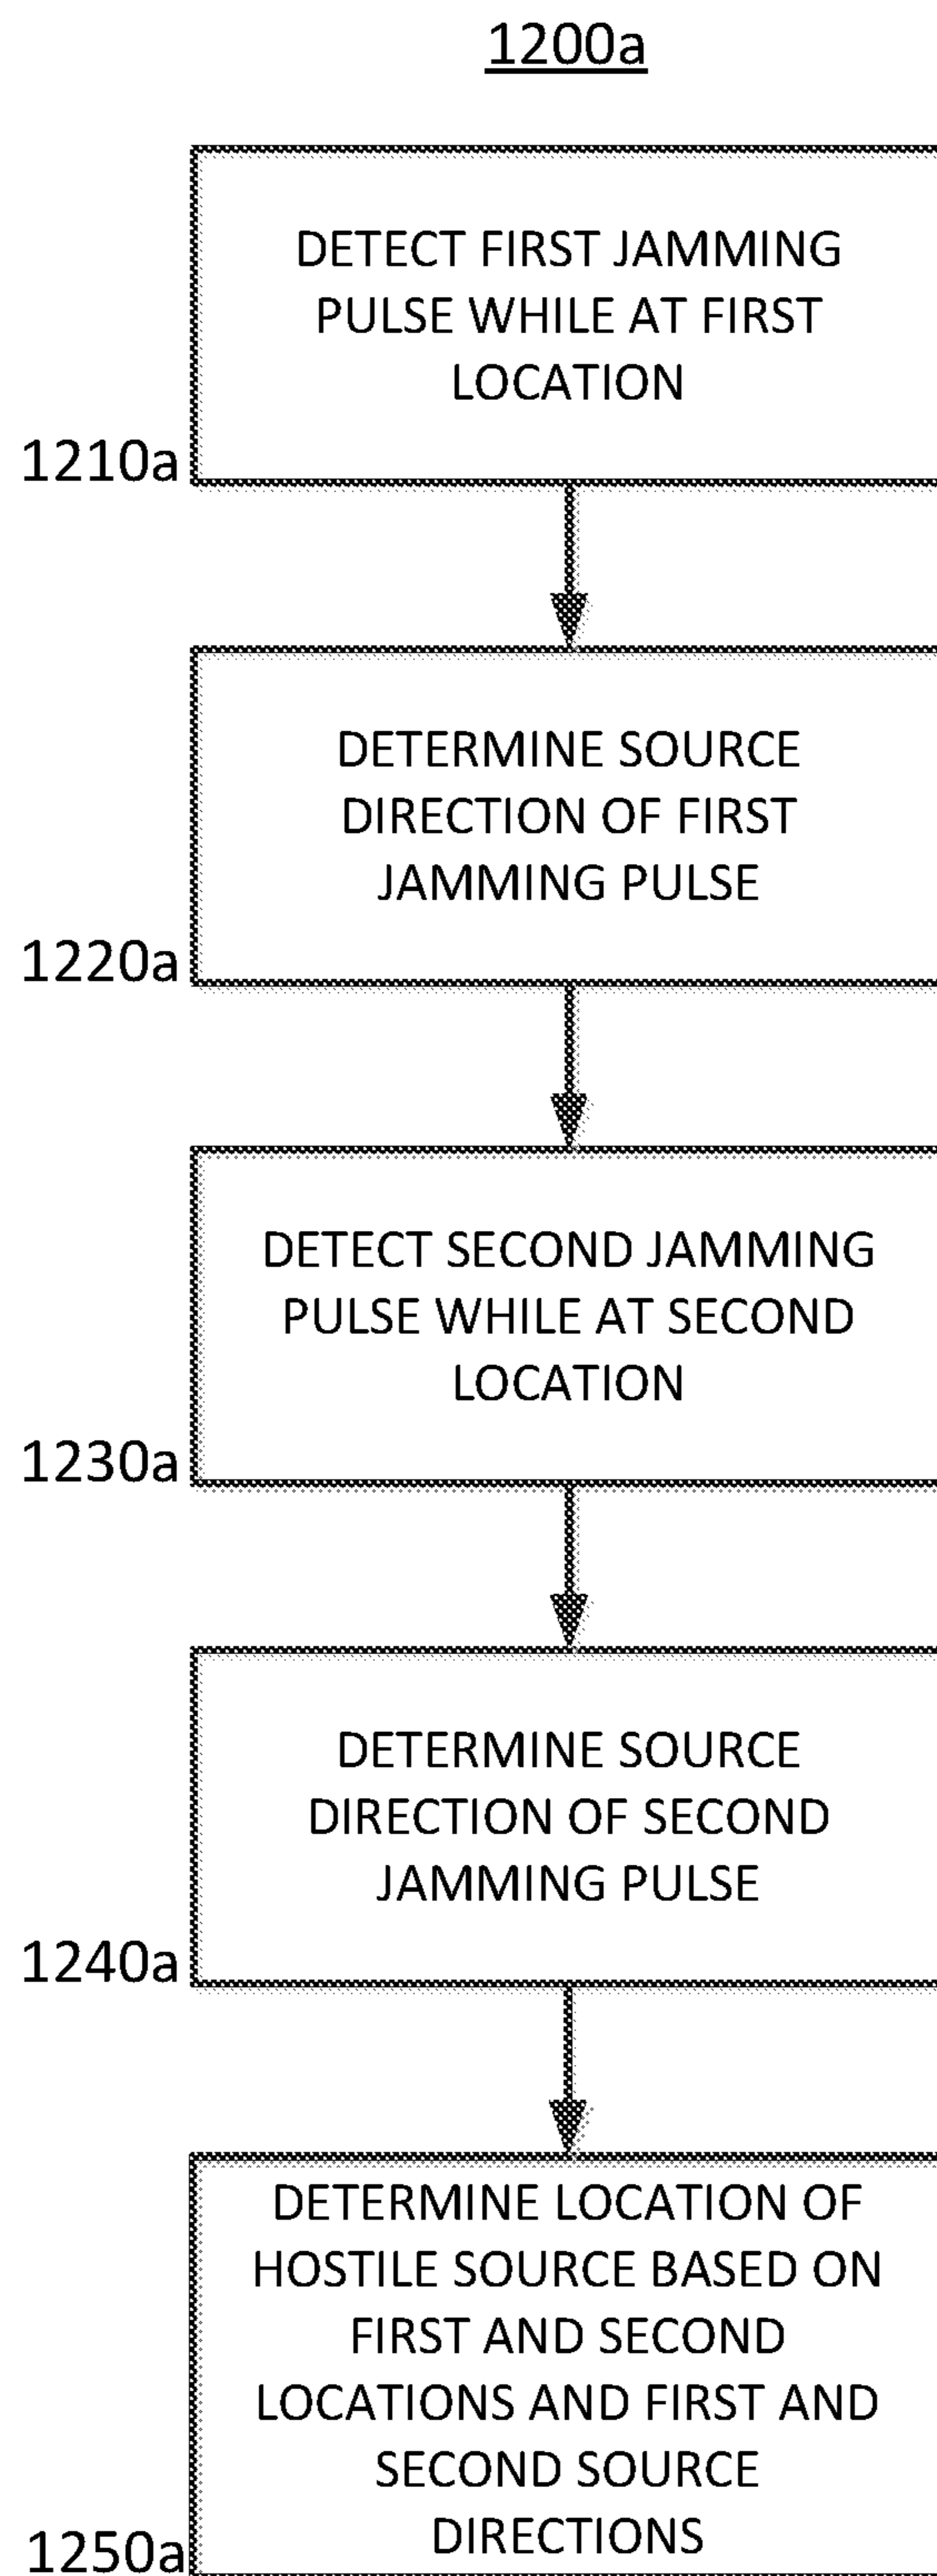 1200a
DETECT FIRST JAMMING
PULSE WHILE AT FIRST
LOCATION
1210a
DETERMINE SOURCE
DIRECTION OF FIRST
JAMMING PULSE
1220a
DETECT SECOND JAMMING
PULSE WHILE AT SECOND
LOCATION
1230a
DETERMINE SOURCE
DIRECTION OF SECOND
JAMMING PULSE
1240a
DETERMINE LOCATION OF
HOSTILE SOURCE BASED ON
FIRST AND SECOND
LOCATIONS AND FIRST AND
SECOND SOURCE
DIRECTIONS
1250a